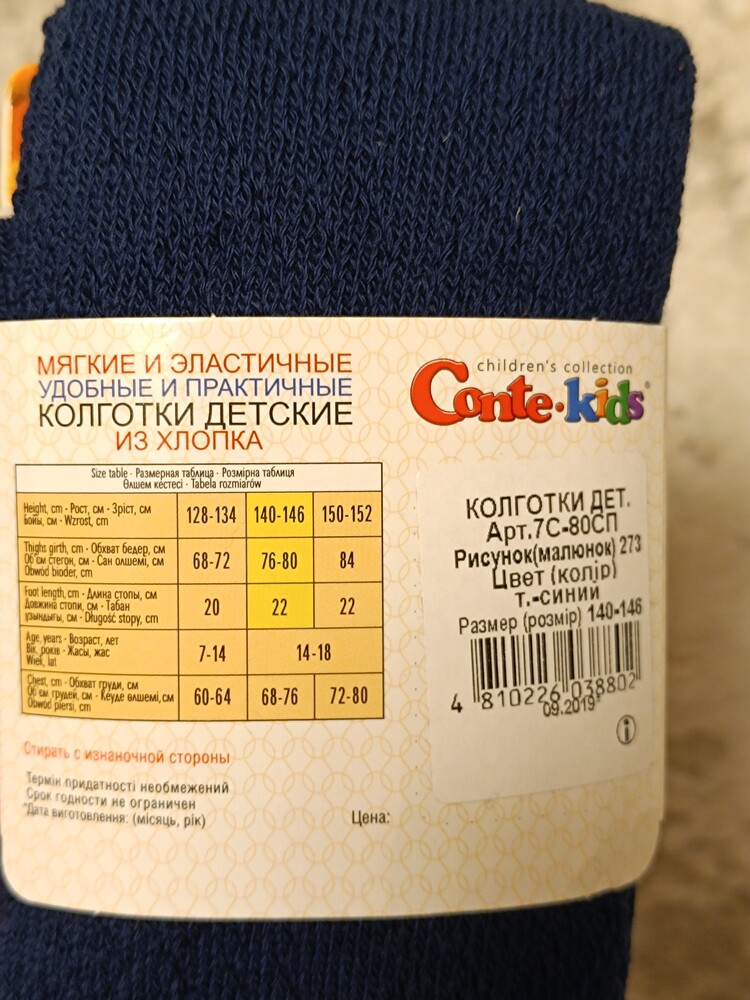 МЯГКИЕ И ЭЛАСТИЧНЫЕ
УДОБНЫЕ И ПРАКТИЧНЫЕ
КОЛГОТКИ ДЕТСКИЕ
ИЗ ХЛОПКА
Size table - Размерная таблица - Розмірна таблиця
Өлшем кестесі - Tabela rozmiarów
Height, cm - Рост, см - Зріст, см
Бойы, см - Wzrost, cm
128-134 140-146 150-152
Thighs girth, cm - Обхват бедер, см
Об'єм стегон, см - Сан өлшемі, см
Obwód bioder, cm
68-72 76-80 84
Foot length, cm - Длина стопы, см
Довжина стопи, см - Табан
ұзындығы, см - Długość stopy, cm
20 22 22
Age, years - Возраст, лет
Вік, років - Жасы, жас
Wiek, lat
7-14 14-18
Chest, cm - Обхват груди, см
Об'єм грудей, см - Кеуде өлшемі, см
Obwód piersi, cm
60-64 68-76 72-80
Стирать с изнаночной стороны
Термін придатності необмежений
Срок годности не ограничен
*Дата виготовлення: (місяць, рік)
Цена:
children's collection
Conte-kids®
КОЛГОТКИ ДЕТ.
Арт.7С-80СП
Рисунок(малюнок) 273
Цвет (колір)
т.-синий
Размер (розмір) 140-146
4 810226 038802
09.2019*